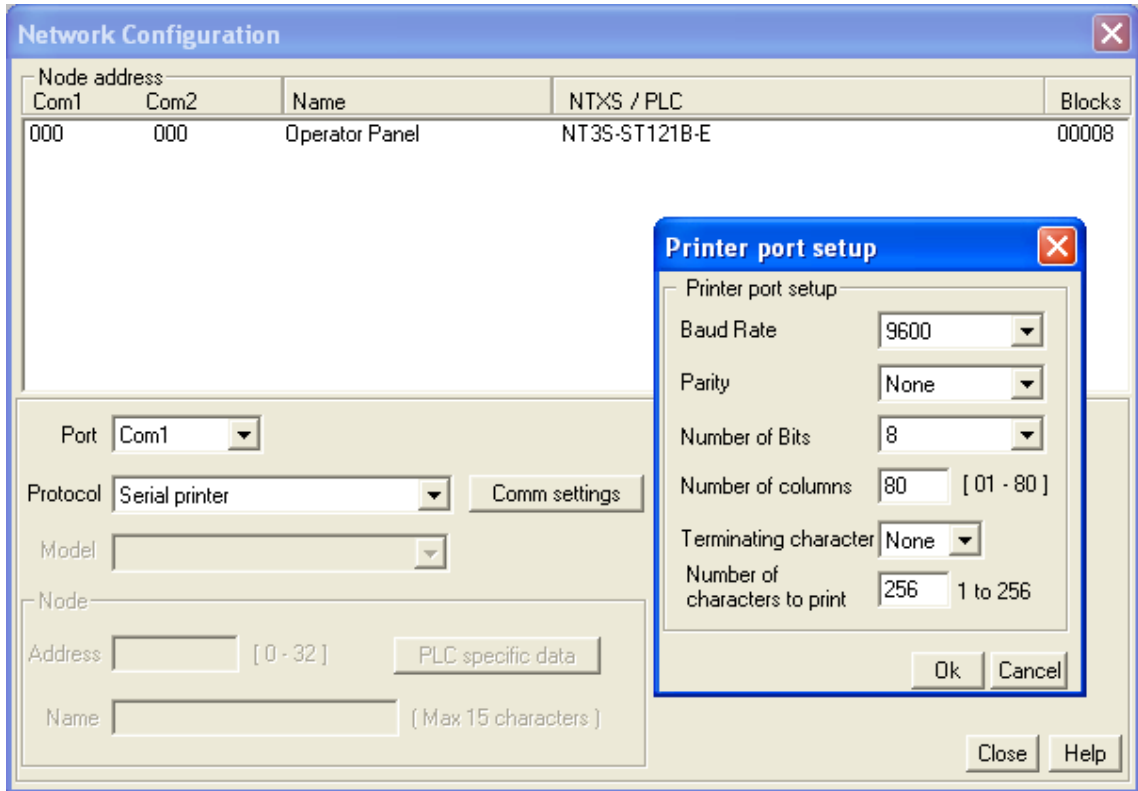 Network Configuration
Node address
Com1 Com2 Name NTXS / PLC Blocks
000 000 Operator Panel NT3S-ST121B-E 00008
Printer port setup
Printer port setup
Baud Rate 9600
Parity None
Number of Bits 8
Number of columns 80 [ 01 - 80 ]
Terminating character None
Number of
characters to print 256 1 to 256
Ok Cancel
Port Com1
Protocol Serial printer Comm settings
Model
Node
Address [ 0 - 32 ] PLC specific data
Name ( Max 15 characters )
Close Help